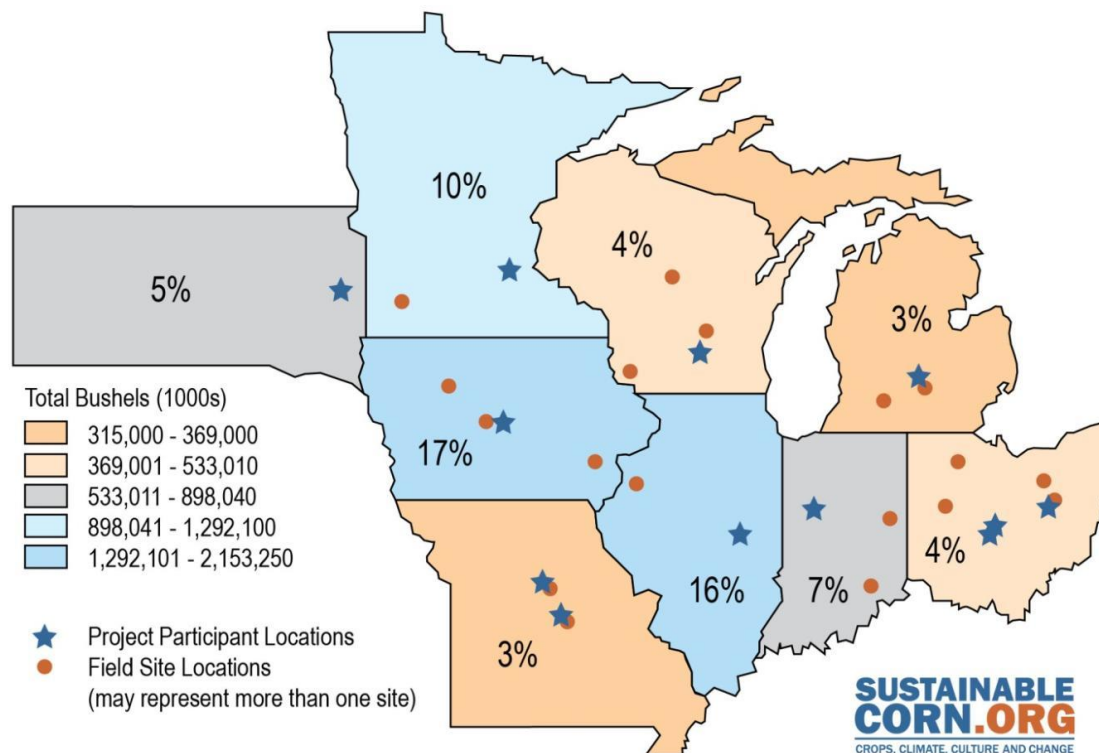 10%
4%
5%
3%
Total Bushels (1000s)
315,000 - 369,000
369,001 - 533,010
533,011 - 898,040
898,041 - 1,292,100
1,292,101 - 2,153,250
17%
16%
7%
4%
3%
Project Participant Locations
Field Site Locations
(may represent more than one site)
SUSTAINABLE
CORN.ORG
CROPS, CLIMATE, CULTURE AND CHANGE